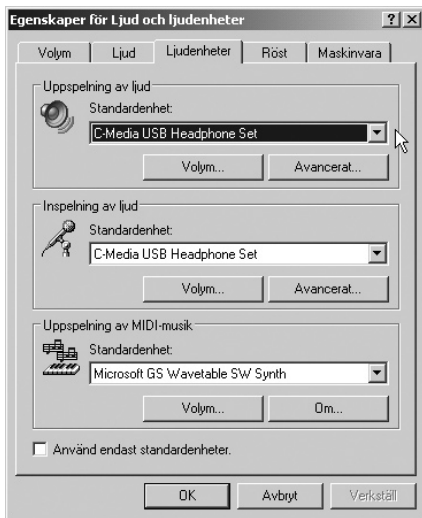 Egenskaper för Ljud och ljudenheter
Volym Ljud Ljudenheter Röst Maskinvara
Uppspelning av ljud
Standardenhet:
C-Media USB Headphone Set
Volym... Avancerat...
Inspelning av ljud
Standardenhet:
C-Media USB Headphone Set
Volym... Avancerat...
Uppspelning av MIDI-musik
Standardenhet:
Microsoft GS Wavetable SW Synth
Volym... Om...
Använd endast standardenheter.
OK Avbryt Verkställ